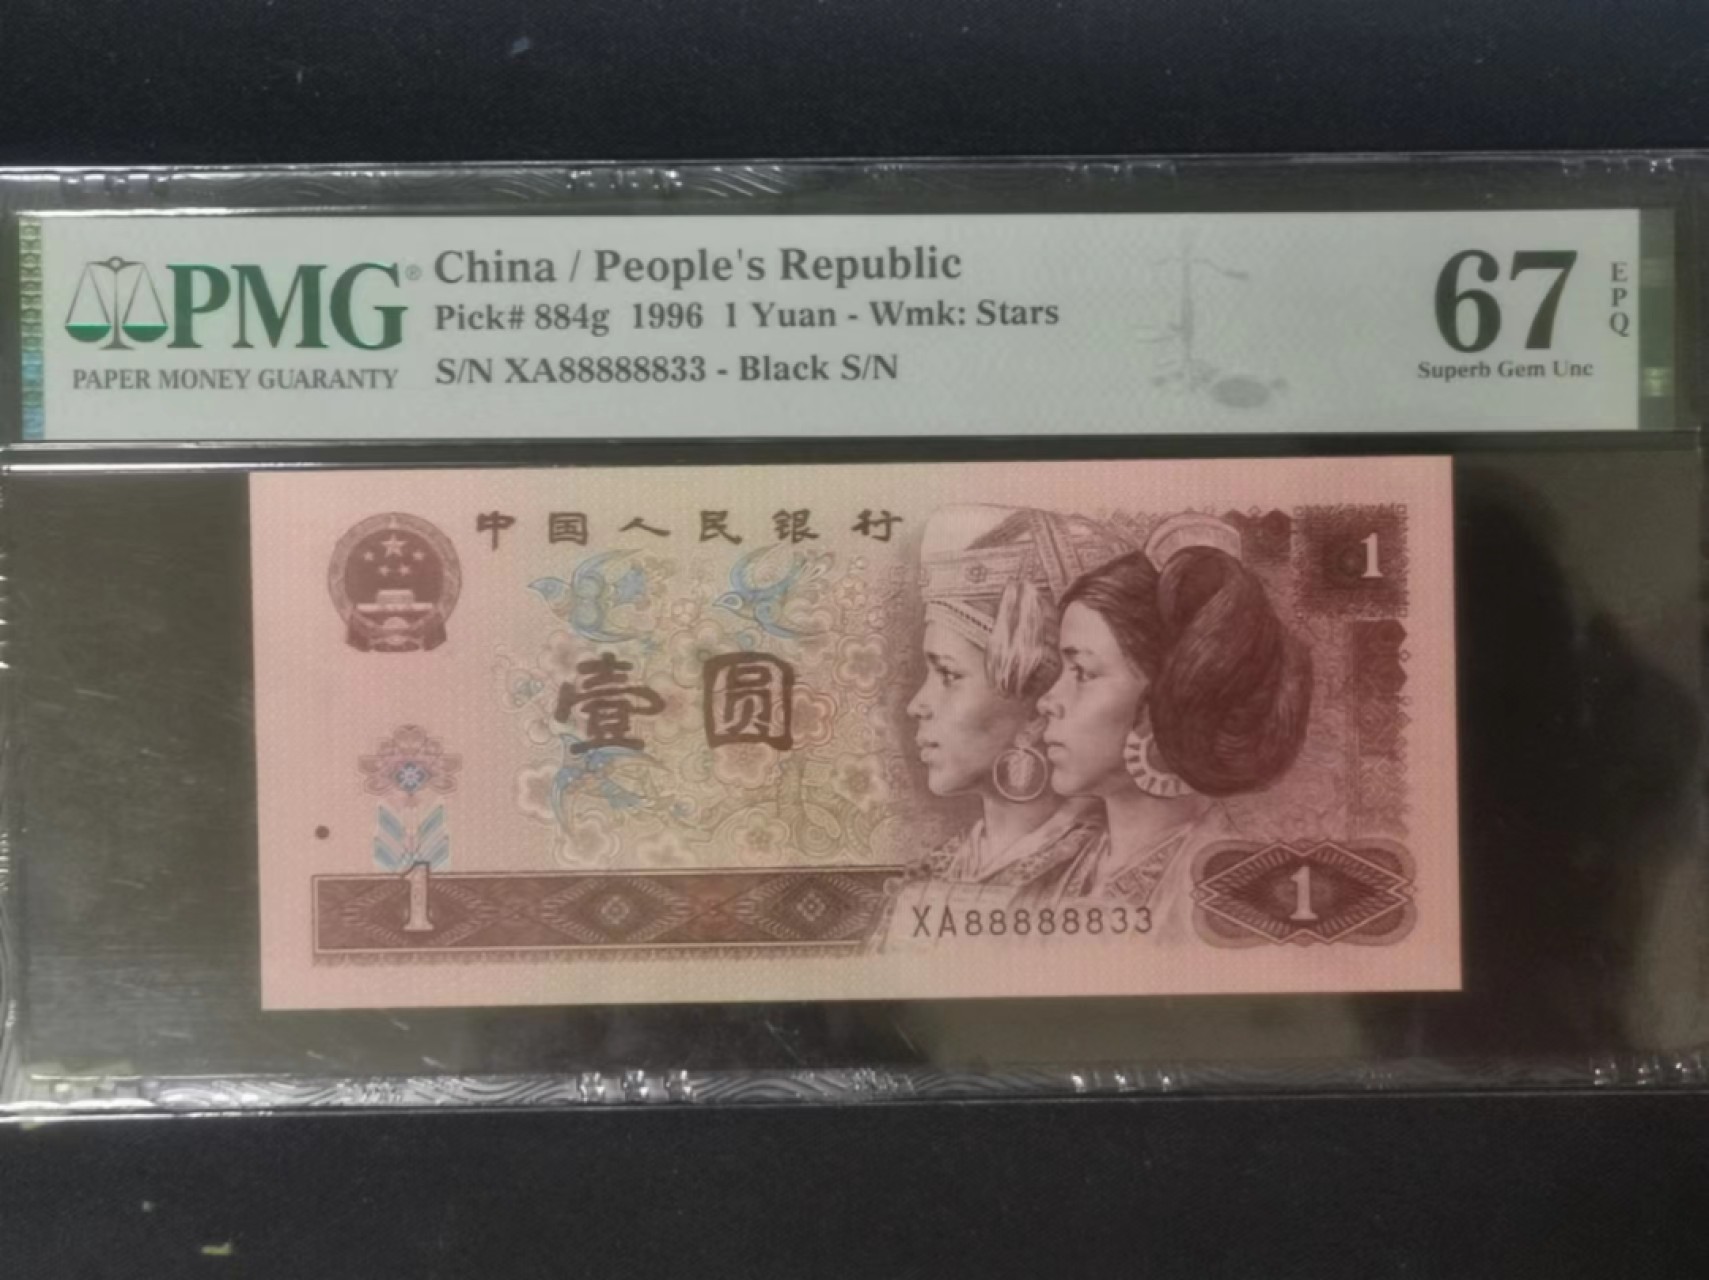 PMG®
PAPER MONEY GUARANTY
China / People's Republic
Pick# 884g 1996 1 Yuan - Wmk: Stars
S/N XA88888833 - Black S/N
67
EPQ
Superb Gem Unc
中国人民银行
1
壹圆
1
XA88888833
1